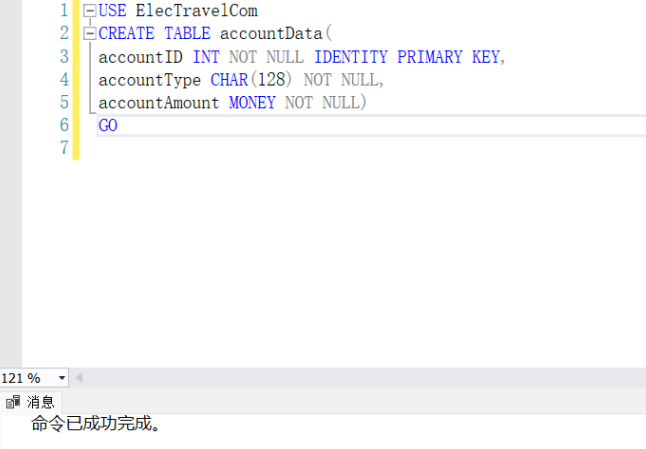 1 USE ElecTravelCom
2 CREATE TABLE accountData(
3 accountID INT NOT NULL IDENTITY PRIMARY KEY,
4 accountType CHAR(128) NOT NULL,
5 accountAmount MONEY NOT NULL)
6 GO
7
121 %
消息
命令已成功完成。